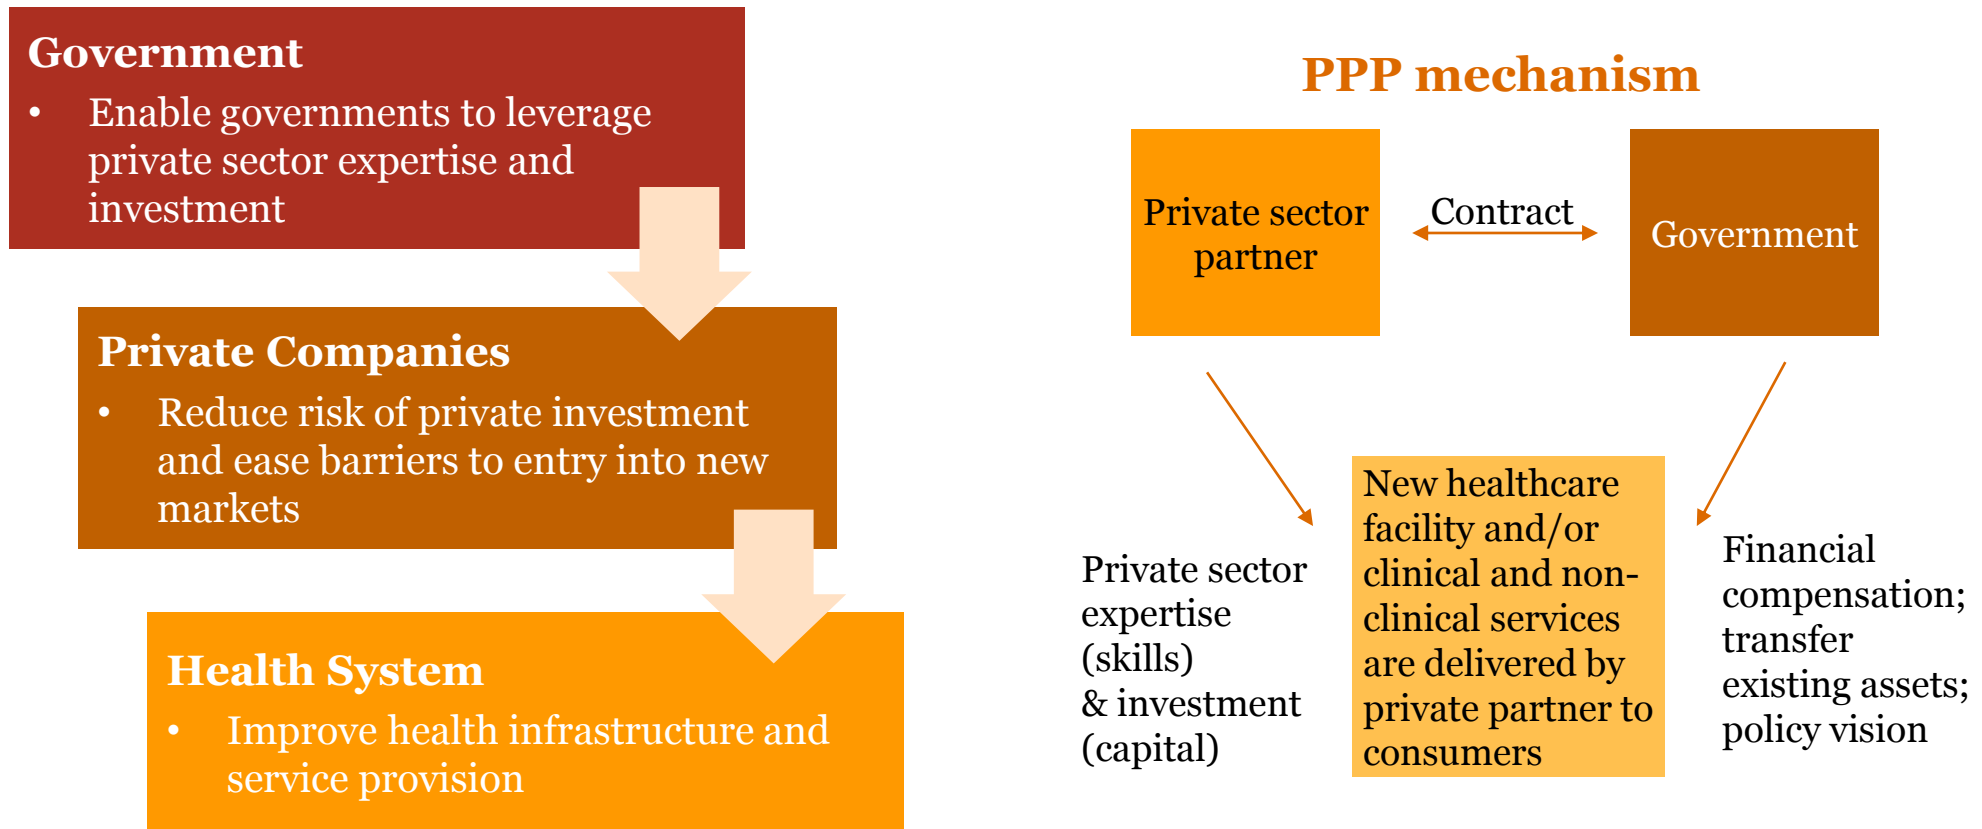 Government
• Enable governments to leverage
private sector expertise and
investment
Private Companies
• Reduce risk of private investment
and ease barriers to entry into new
markets
Health System
• Improve health infrastructure and
service provision
PPP mechanism
Private sector
partner
Contract
Government
Private sector
expertise
(skills)
& investment
(capital)
New healthcare
facility and/or
clinical and non-
clinical services
are delivered by
private partner to
consumers
Financial
compensation;
transfer
existing assets;
policy vision